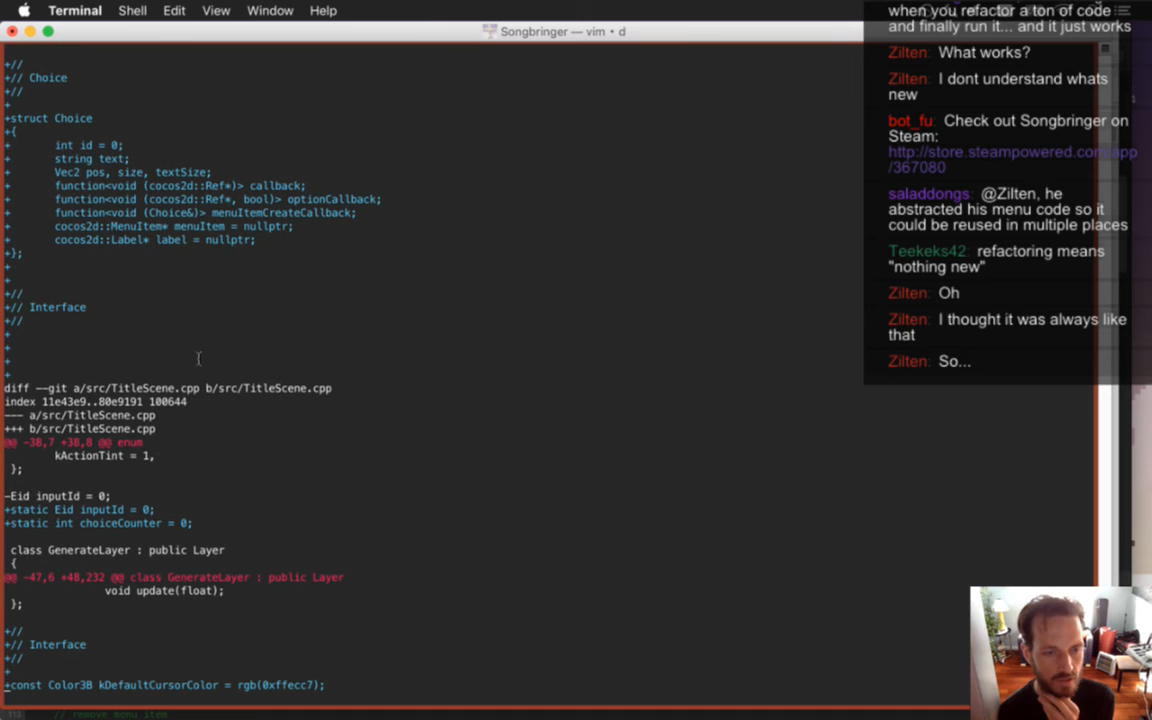 Terminal Shell Edit View Window Help
Songbringer — vim • d
+//
+// Choice
+//
+
+struct Choice
+{
+ int id = 0;
+ string text;
+ Vec2 pos, size, textSize;
+ function<void (cocos2d::Ref*)> callback;
+ function<void (cocos2d::Ref*, bool)> optionCallback;
+ function<void (Choice&)> menuItemCreateCallback;
+ cocos2d::MenuItem* menuItem = nullptr;
+ cocos2d::Label* label = nullptr;
+};
+
+
+//
+// Interface
+//
+
+
+
+
diff --git a/src/TitleScene.cpp b/src/TitleScene.cpp
index 11e43e9..80e9191 100644
--- a/src/TitleScene.cpp
+++ b/src/TitleScene.cpp
@@ -38,7 +38,8 @@ enum
kActionTint = 1,
};
-Eid inputId = 0;
+static Eid inputId = 0;
+static int choiceCounter = 0;
class GenerateLayer : public Layer
{
@@ -47,6 +48,232 @@ class GenerateLayer : public Layer
void update(float);
};
+//
+// Interface
+//
+
+const Color3B kDefaultCursorColor = rgb(0xffecc7);
113 // remove menu item
when you refactor a ton of code
and finally run it... and it just works
Zilten: What works?
Zilten: I dont understand whats
new
bot_fu: Check out Songbringer on
Steam:
http://store.steampowered.com/app
/367080
saladdongs: @Zilten, he
abstracted his menu code so it
could be reused in multiple places
Teekeks42: refactoring means
"nothing new"
Zilten: Oh
Zilten: I thought it was always like
that
Zilten: So...